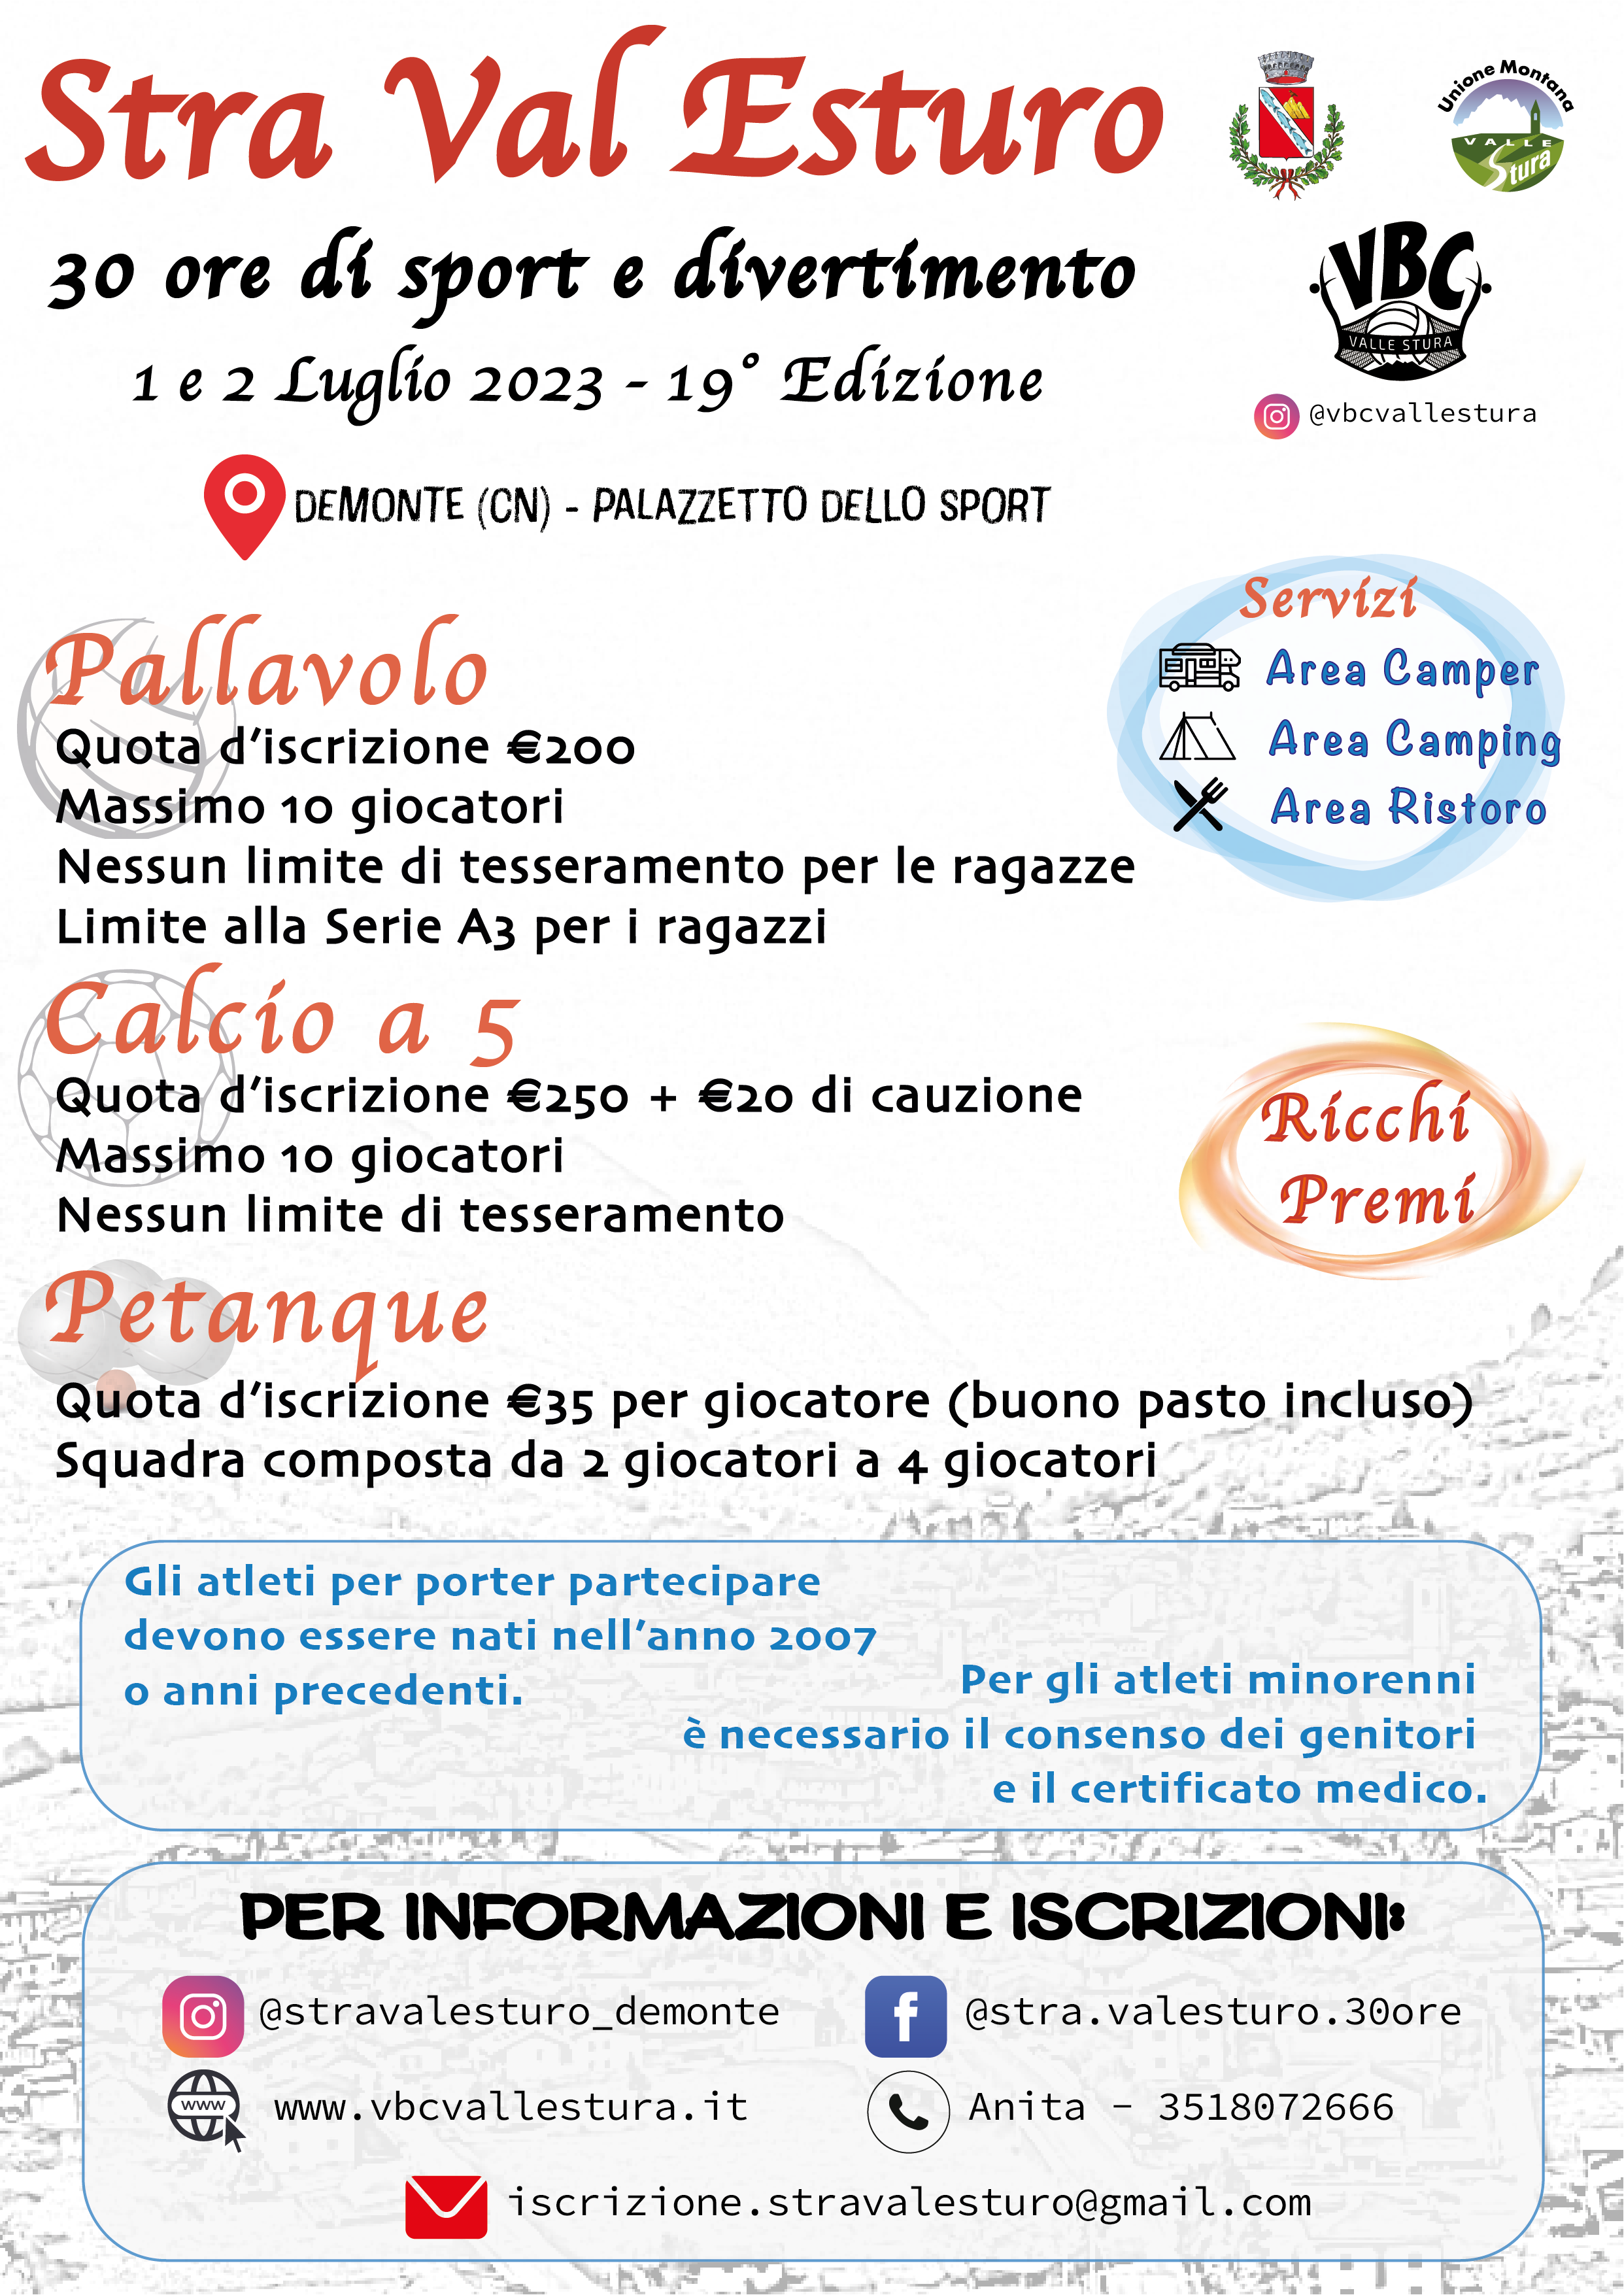 Stra Val Esturo
Unione Montana
VALLE
Stura
30 ore di sport e divertimento
VBC
VALLE STURA
1 e 2 Luglio 2023 - 19° Edizione
@vbcvallestura
DEMONTE (CN) - PALAZZETTO DELLO SPORT
Servizi
Area Camper
Area Camping
Area Ristoro
Pallavolo
Quota d'iscrizione €200
Massimo 10 giocatori
Nessun limite di tesseramento per le ragazze
Limite alla Serie A3 per i ragazzi
Calcio a 5
Quota d'iscrizione €250 + €20 di cauzione
Massimo 10 giocatori
Nessun limite di tesseramento
Ricchi
Premi
Petanque
Quota d'iscrizione €35 per giocatore (buono pasto incluso)
Squadra composta da 2 giocatori a 4 giocatori
Gli atleti per porter partecipare
devono essere nati nell'anno 2007
o anni precedenti.
Per gli atleti minorenni
è necessario il consenso dei genitori
e il certificato medico.
PER INFORMAZIONI E ISCRIZIONI:
@stravalesturo_demonte
@stra.valesturo.30ore
www
www.vbcvallestura.it
Anita - 3518072666
iscrizione.stravalesturo@gmail.com